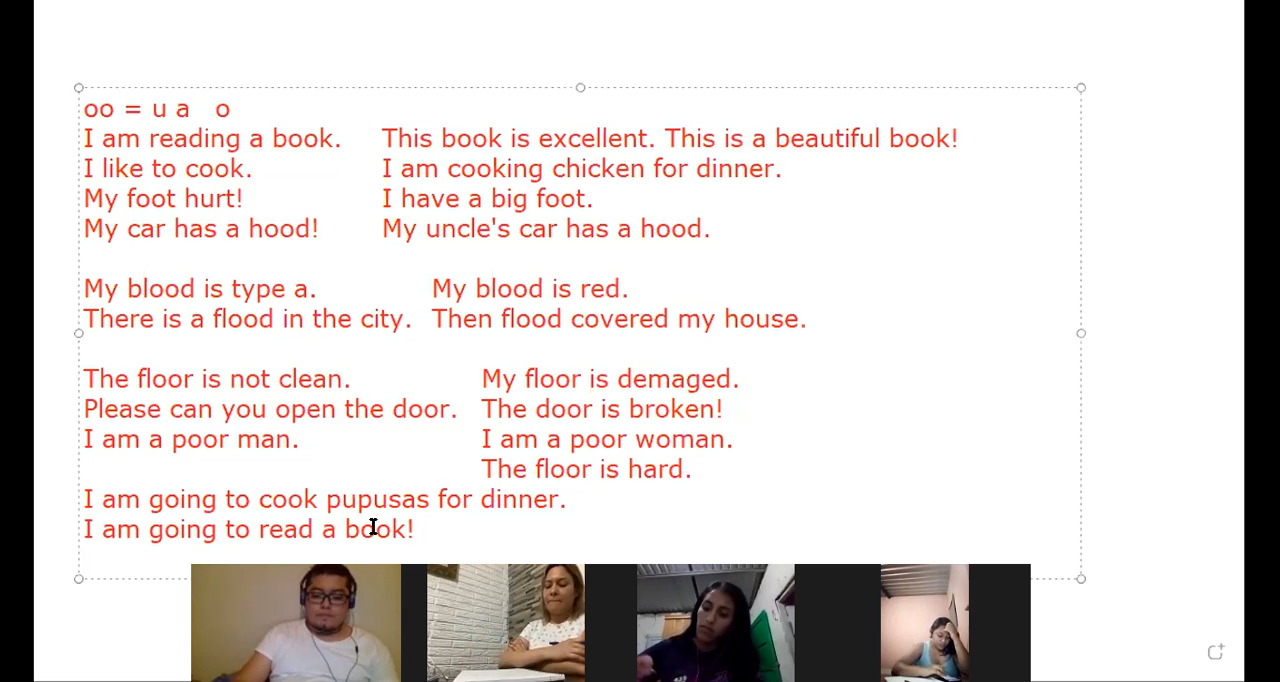 oo = u a o
I am reading a book. This book is excellent. This is a beautiful book!
I like to cook. I am cooking chicken for dinner.
My foot hurt! I have a big foot.
My car has a hood! My uncle's car has a hood.
My blood is type a. My blood is red.
There is a flood in the city. Then flood covered my house.
The floor is not clean. My floor is demaged.
Please can you open the door. The door is broken!
I am a poor man. I am a poor woman.
The floor is hard.
I am going to cook pupusas for dinner.
I am going to read a book!